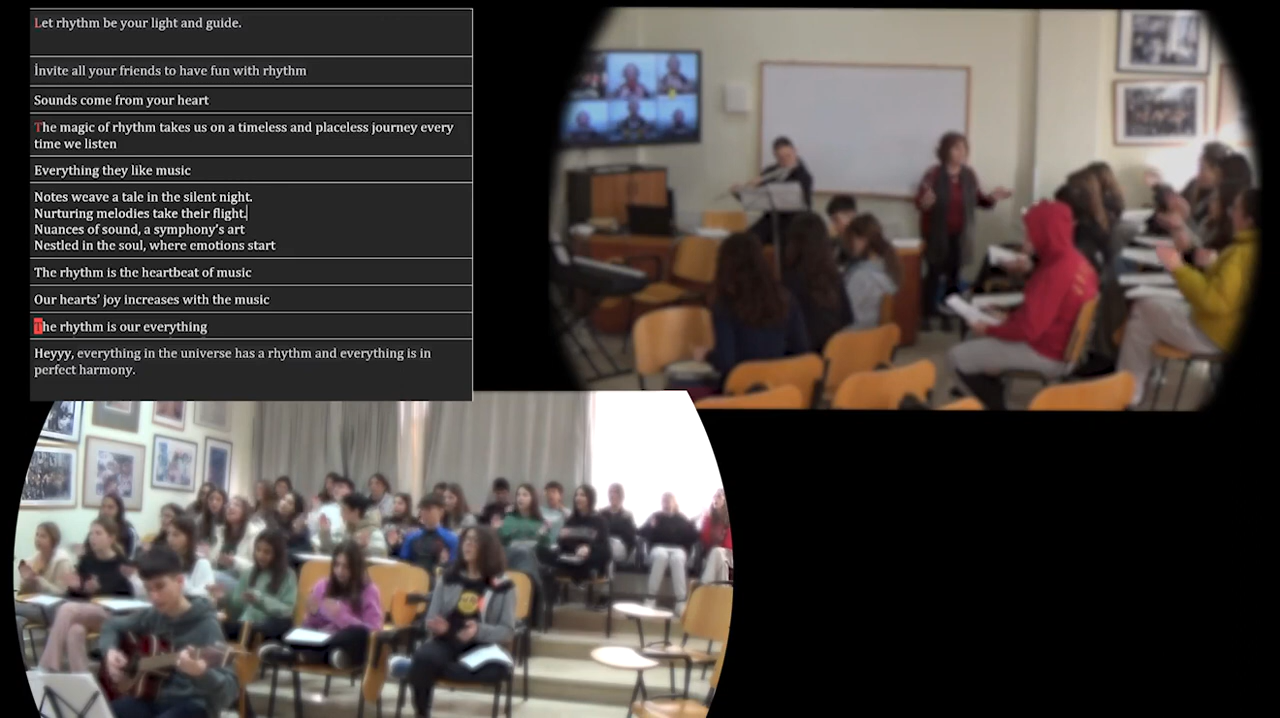 Let rhythm be your light and guide.
İnvite all your friends to have fun with rhythm
Sounds come from your heart
The magic of rhythm takes us on a timeless and placeless journey every
time we listen
Everything they like music
Notes weave a tale in the silent night.
Nurturing melodies take their flight.
Nuances of sound, a symphony’s art
Nestled in the soul, where emotions start
The rhythm is the heartbeat of music
Our hearts’ joy increases with the music
The rhythm is our everything
Heyyy, everything in the universe has a rhythm and everything is in
perfect harmony.